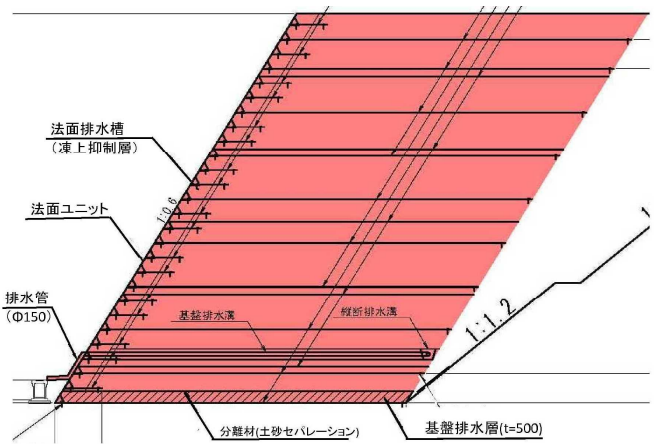 法面排水槽
（凍上抑制層）
1:0.6
法面ユニット
排水管
（Φ150）
基盤排水溝
縦断排水溝
1:1.2
分離材(土砂セパレーション)
基盤排水層(t=500)